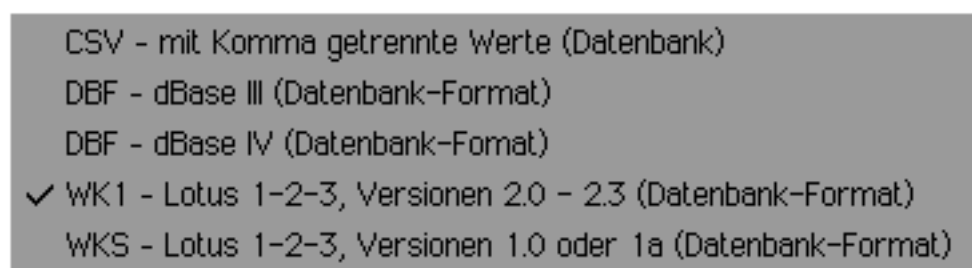 CSV - mit Komma getrennte Werte (Datenbank)
DBF - dBase III (Datenbank-Format)
DBF - dBase IV (Datenbank-Fomat)
✓ WK1 - Lotus 1-2-3, Versionen 2.0 - 2.3 (Datenbank-Format)
WKS - Lotus 1-2-3, Versionen 1.0 oder 1a (Datenbank-Format)